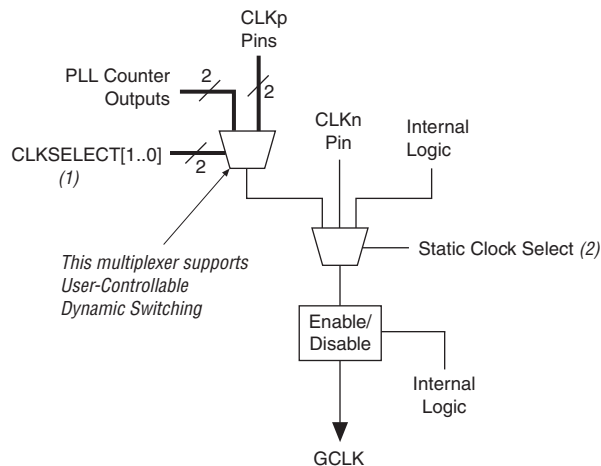 CLKp
Pins
PLL Counter
Outputs
2
2
CLKn
Pin
Internal
Logic
CLKSELECT[1..0]
(1)
2
Static Clock Select (2)
This multiplexer supports
User-Controllable
Dynamic Switching
Enable/
Disable
Internal
Logic
GCLK